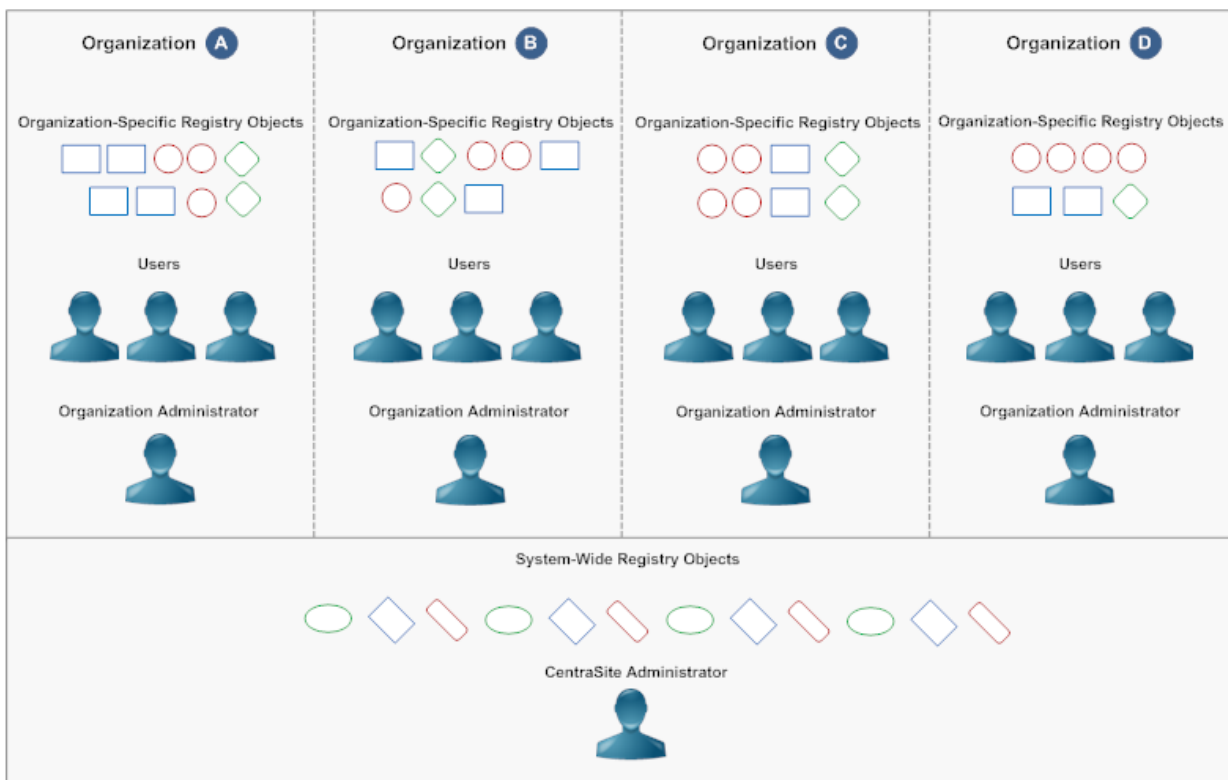 Organization A
Organization B
Organization C
Organization D
Organization-Specific Registry Objects
Organization-Specific Registry Objects
Organization-Specific Registry Objects
Organization-Specific Registry Objects
Users
Users
Users
Users
Organization Administrator
Organization Administrator
Organization Administrator
Organization Administrator
System-Wide Registry Objects
CentraSite Administrator